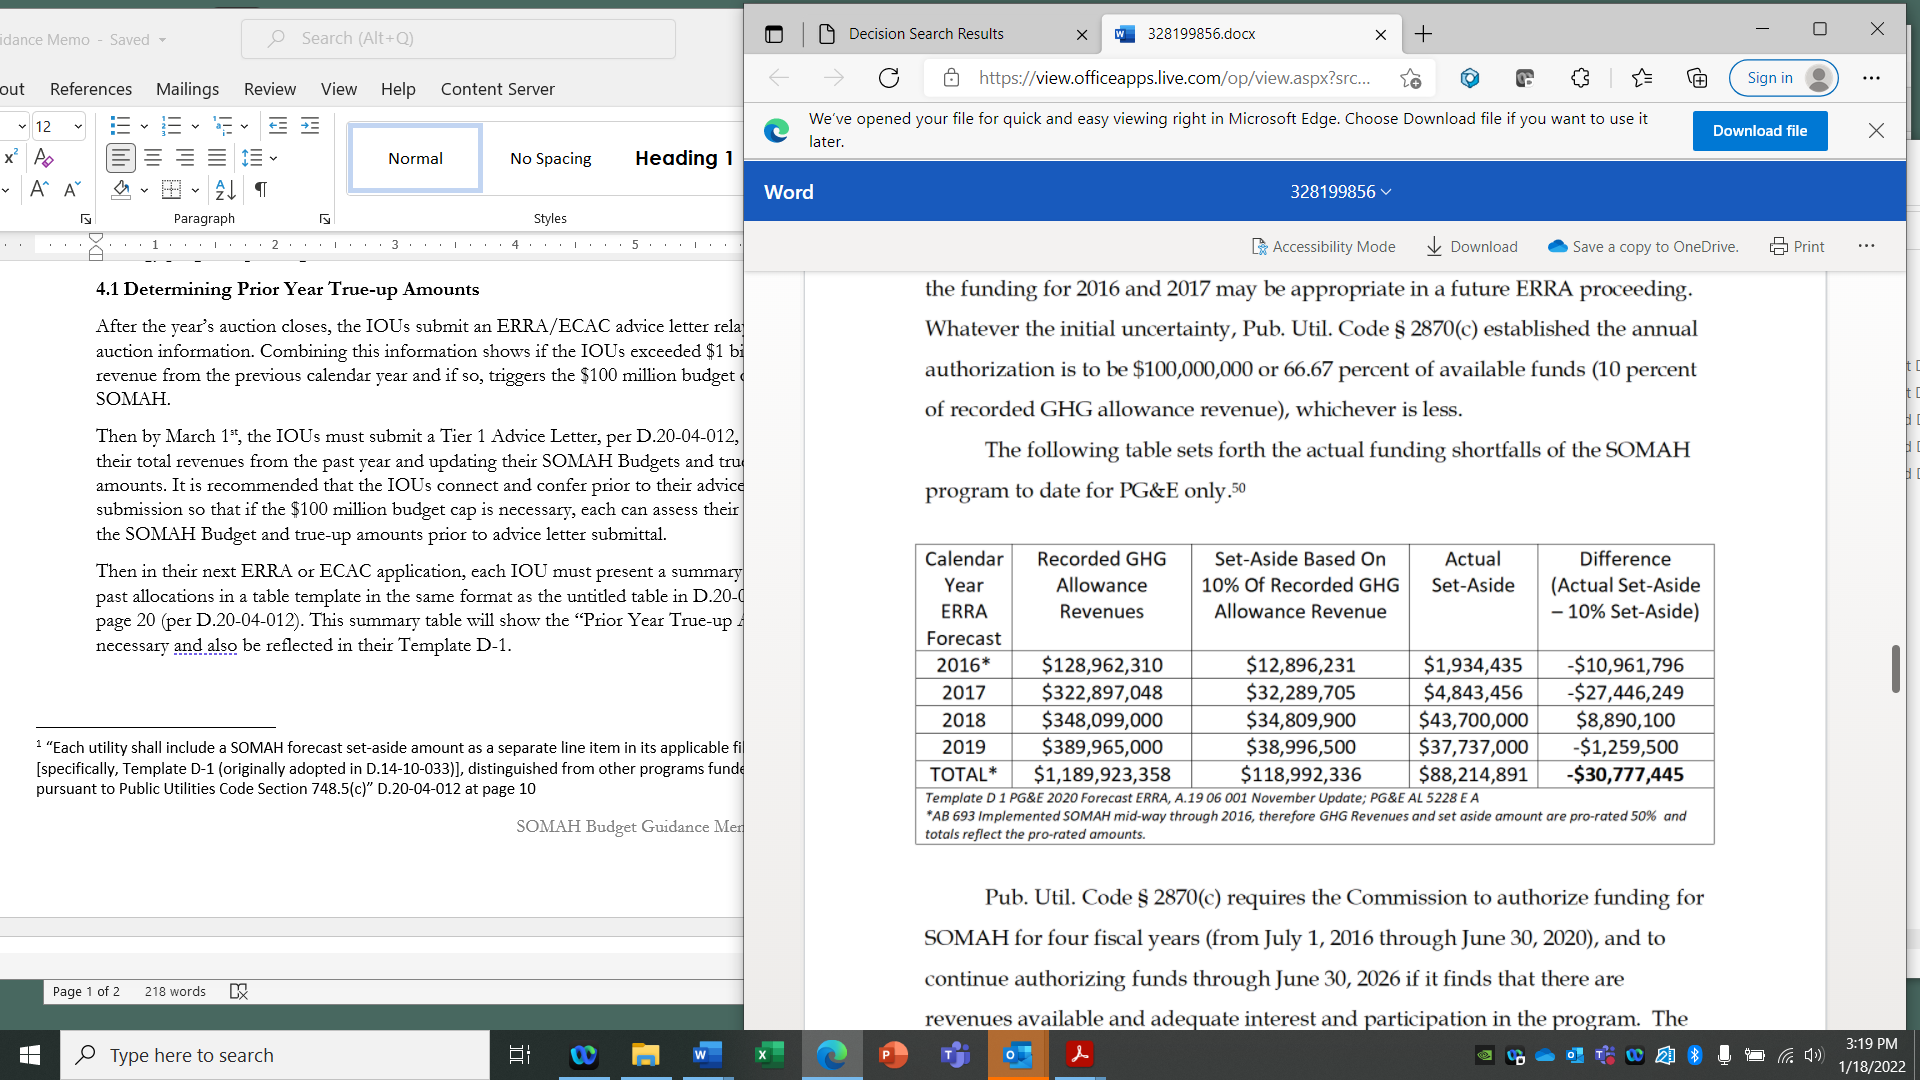 idance Memo - Saved
Search (Alt+Q)
out References Mailings Review View Help Content Server
12
Normal
No Spacing
Heading 1
Paragraph
Styles
1 2 3 4 5
4.1 Determining Prior Year True-up Amounts
After the year's auction closes, the IOUs submit an ERRA/ECAC advice letter rela
auction information. Combining this information shows if the IOUs exceeded $1 bi
revenue from the previous calendar year and if so, triggers the $100 million budget
SOMAH.
Then by March 1st, the IOUs must submit a Tier 1 Advice Letter, per D.20-04-012,
their total revenues from the past year and updating their SOMAH Budgets and tru
amounts. It is recommended that the IOUs connect and confer prior to their advice
submission so that if the $100 million budget cap is necessary, each can assess their
the SOMAH Budget and true-up amounts prior to advice letter submittal.
Then in their next ERRA or ECAC application, each IOU must present a summary
past allocations in a table template in the same format as the untitled table in D.20-0
page 20 (per D.20-04-012). This summary table will show the “Prior Year True-up A
necessary and also be reflected in their Template D-1.
1 “Each utility shall include a SOMAH forecast set-aside amount as a separate line item in its applicable fi
[specifically, Template D-1 (originally adopted in D.14-10-033)], distinguished from other programs funde
pursuant to Public Utilities Code Section 748.5(c)” D.20-04-012 at page 10
SOMAH Budget Guidance Mer
Page 1 of 2 218 words
Decision Search Results
328199856.docx
https://view.officeapps.live.com/op/view.aspx?src...
Sign in
We've opened your file for quick and easy viewing right in Microsoft Edge. Choose Download file if you want to use it
later.
Download file
Word
328199856
Accessibility Mode Download Save a copy to OneDrive. Print
the funding for 2016 and 2017 may be appropriate in a future ERRA proceeding.
Whatever the initial uncertainty, Pub. Util. Code § 2870(c) established the annual
authorization is to be $100,000,000 or 66.67 percent of available funds (10 percent
of recorded GHG allowance revenue), whichever is less.
The following table sets forth the actual funding shortfalls of the SOMAH
program to date for PG&E only.50
Calendar Recorded GHG Set-Aside Based On Actual Difference
Year Allowance 10% Of Recorded GHG Set-Aside (Actual Set-Aside
ERRA Revenues Allowance Revenue – 10% Set-Aside)
Forecast
2016* $128,962,310 $12,896,231 $1,934,435 -$10,961,796
2017 $322,897,048 $32,289,705 $4,843,456 -$27,446,249
2018 $348,099,000 $34,809,900 $43,700,000 $8,890,100
2019 $389,965,000 $38,996,500 $37,737,000 -$1,259,500
TOTAL* $1,189,923,358 $118,992,336 $88,214,891 -$30,777,445
Template D 1 PG&E 2020 Forecast ERRA, A.19 06 001 November Update; PG&E AL 5228 E A
*AB 693 Implemented SOMAH mid-way through 2016, therefore GHG Revenues and set aside amount are pro-rated 50% and
totals reflect the pro-rated amounts.
Pub. Util. Code § 2870(c) requires the Commission to authorize funding for
SOMAH for four fiscal years (from July 1, 2016 through June 30, 2020), and to
continue authorizing funds through June 30, 2026 if it finds that there are
revenues available and adequate interest and participation in the program. The
Type here to search
3:19 PM
1/18/2022